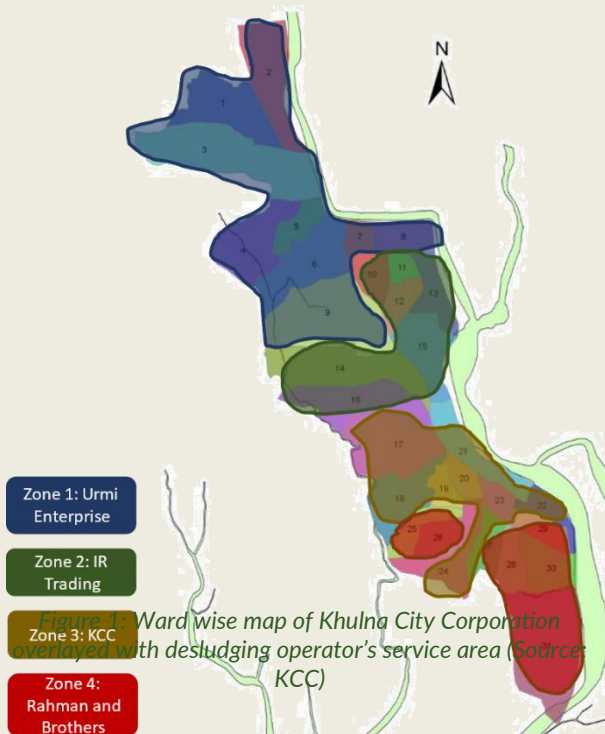 N
2
1
3
5
4
7
8
6
10
11
12
13
9
15
14
16
17
21
20
19
18
23
22
25
26
29
28
30
24
Zone 1: Urmi
Enterprise
Zone 2: IR
Trading
Zone 3: KCC
Zone 4:
Rahman and
Brothers
Figure 1: Ward wise map of Khulna City Corporation
overlayed with desludging operator's service area (Source:
KCC)